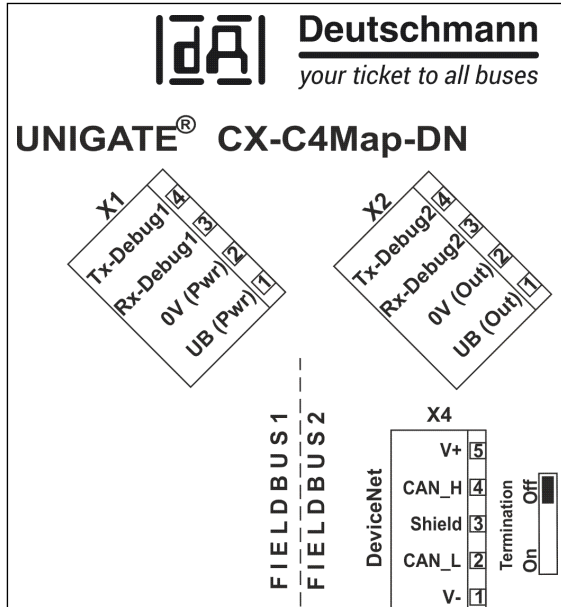 dA
Deutschmann
your ticket to all buses
UNIGATE® CX-C4Map-DN
X1
Tx-Debug1 4
Rx-Debug1 3
0V (Pwr) 2
UB (Pwr) 1
X2
Tx-Debug2 4
Rx-Debug2 3
0V (Out) 2
UB (Out) 1
FIELDBUS1
FIELDBUS2
X4
DeviceNet
V+ 5
CAN_H 4
Shield 3
CAN_L 2
V- 1
Termination
Off
On